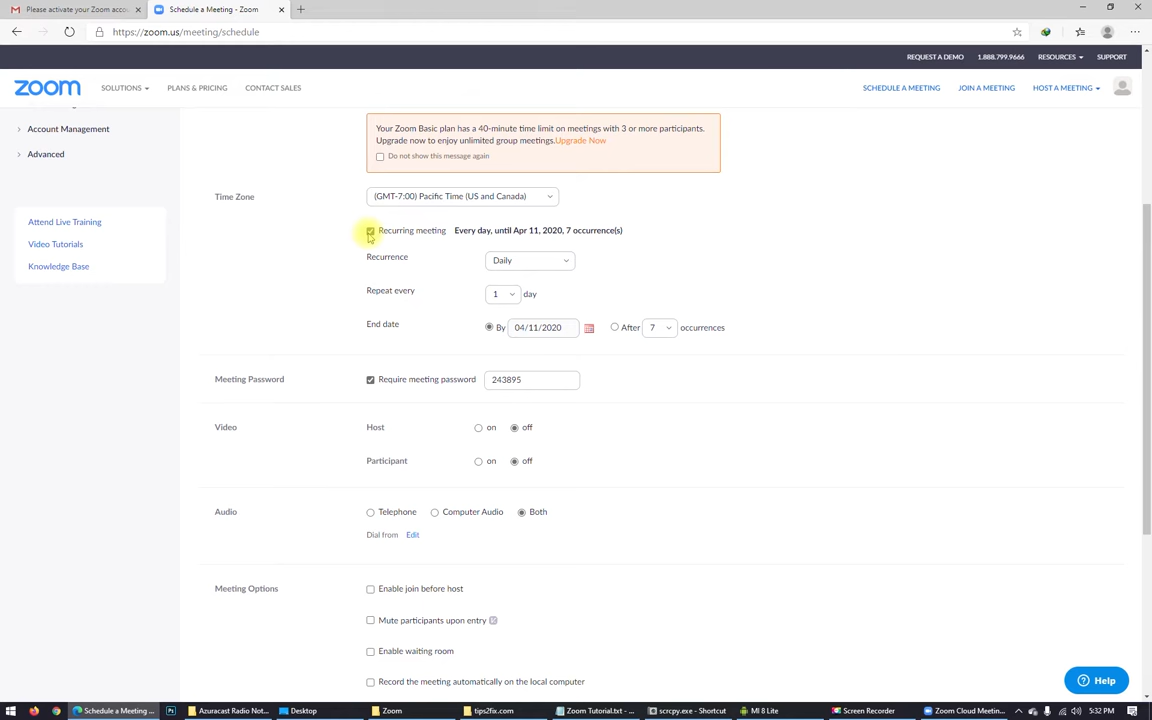 Please activate your Zoom accou
Schedule a Meeting - Zoom
https://zoom.us/meeting/schedule
REQUEST A DEMO
1.888.799.9666
RESOURCES
SUPPORT
zoom
SOLUTIONS
PLANS & PRICING
CONTACT SALES
SCHEDULE A MEETING
JOIN A MEETING
HOST A MEETING
Account Management
Advanced
Attend Live Training
Video Tutorials
Knowledge Base
Your Zoom Basic plan has a 40-minute time limit on meetings with 3 or more participants.
Upgrade now to enjoy unlimited group meetings.Upgrade Now
Do not show this message again
Time Zone
(GMT-7:00) Pacific Time (US and Canada)
Recurring meeting Every day, until Apr 11, 2020, 7 occurrence(s)
Recurrence
Daily
Repeat every
1 day
End date
By 04/11/2020 After 7 occurrences
Meeting Password
Require meeting password 243895
Video
Host
on off
Participant
on off
Audio
Telephone Computer Audio Both
Dial from Edit
Meeting Options
Enable join before host
Mute participants upon entry
Enable waiting room
Record the meeting automatically on the local computer
Help
Schedule a Meeting ...
Azuracast Radio Not...
Desktop
Zoom
tips2fix.com
Zoom Tutorial.txt - ...
scrcpy.exe - Shortcut
MI 8 Lite
Screen Recorder
Zoom Cloud Meetin...
5:32 PM